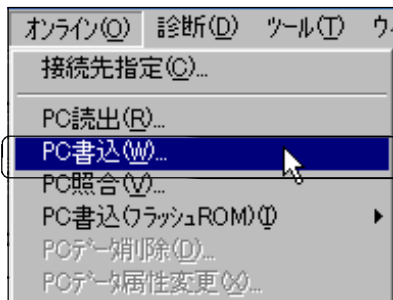 オンライン(O) 診断(D) ツール(T) ウ
接続先指定(C)...
PC読出(R)...
PC書込(W)...
PC照合(V)...
PC書込(フラッシュROM)(I)
PCデータ削除(D)...
PCデータ属性変更(X)...